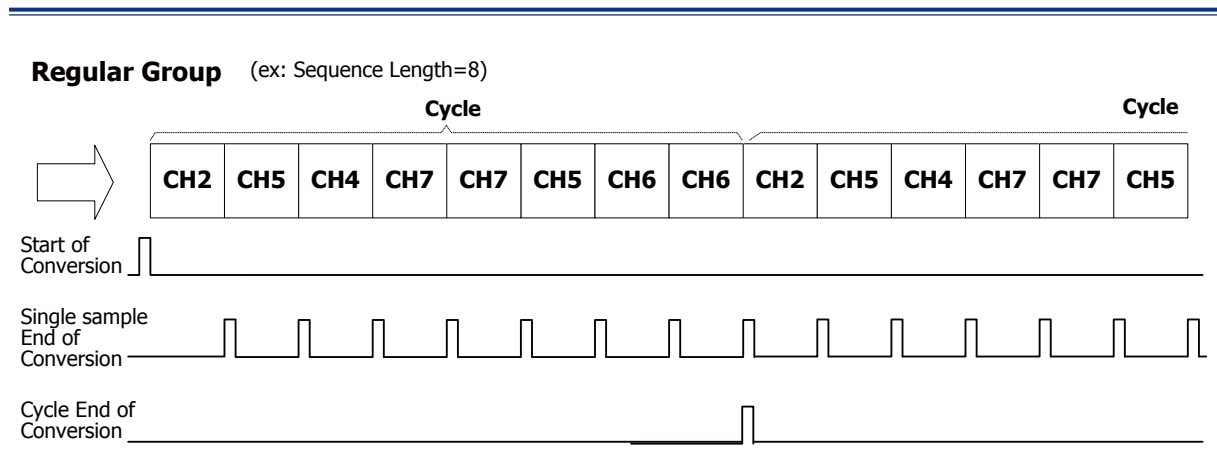 Regular Group (ex: Sequence Length=8)
Cycle Cycle
CH2 CH5 CH4 CH7 CH7 CH5 CH6 CH6 CH2 CH5 CH4 CH7 CH7 CH5
Start of
Conversion
Single sample
End of
Conversion
Cycle End of
Conversion